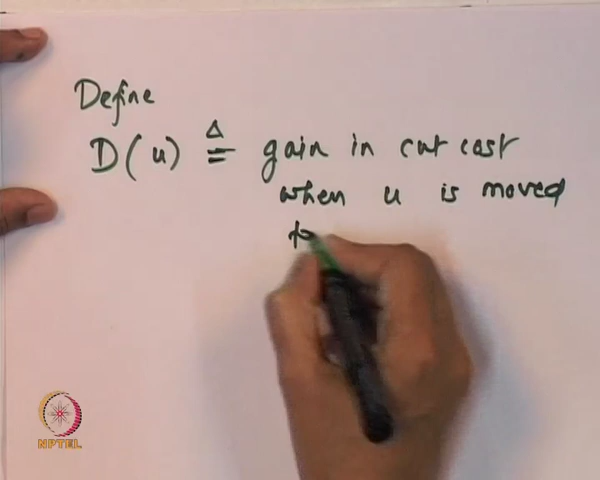 Define
D(u) ≜ gain in cut cost
when u is moved
NPTEL